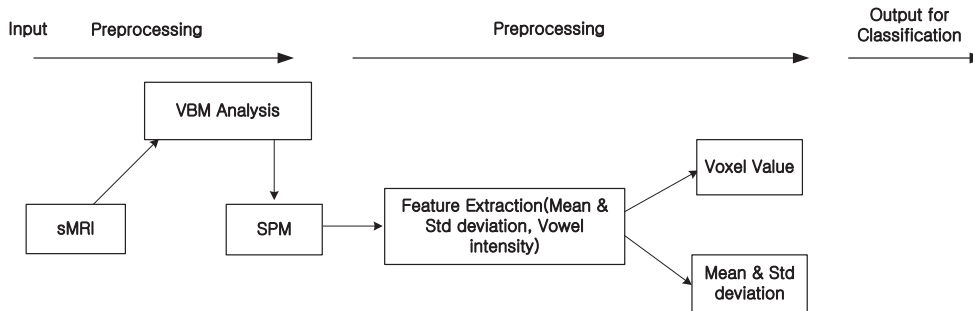 Input
Preprocessing
Preprocessing
Output for
Classification
VBM Analysis
sMRI
SPM
Feature Extraction(Mean &
Std deviation, Vowel
intensity)
Voxel Value
Mean & Std
deviation